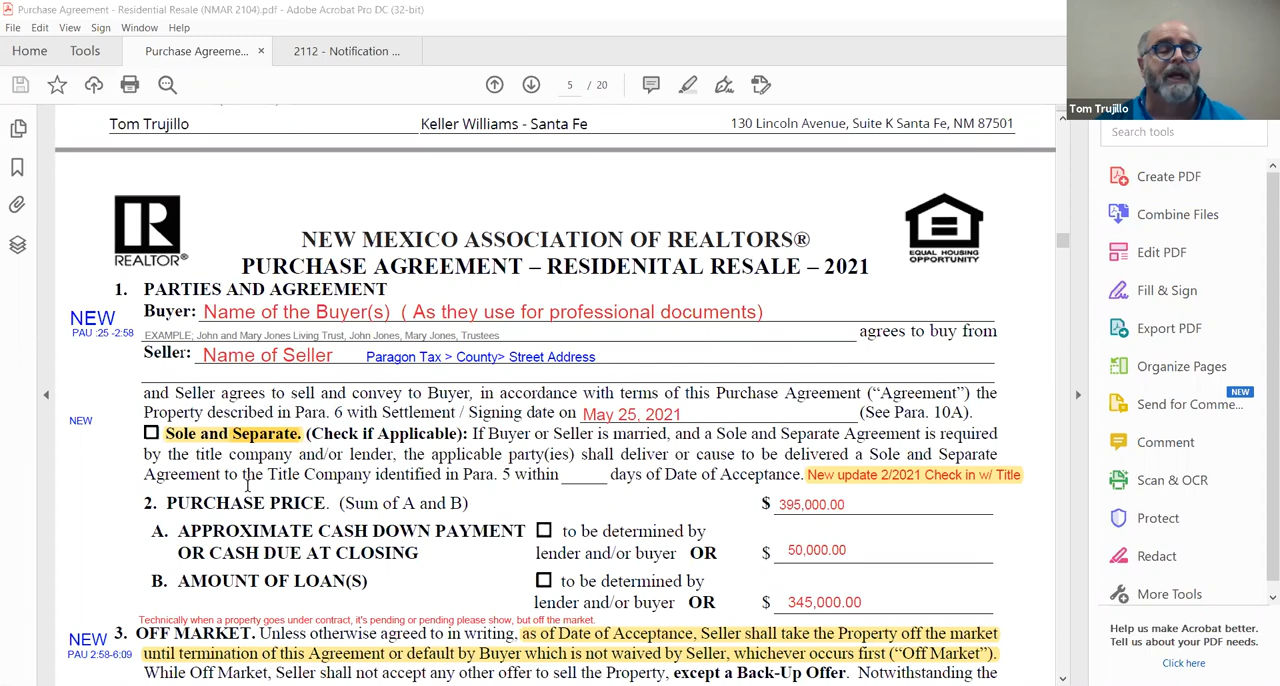 Purchase Agreement - Residential Resale (NMAR 2104).pdf - Adobe Acrobat Pro DC (32-bit)
File Edit View Sign Window Help
Home Tools Purchase Agreeme... × 2112 - Notification ...
5 / 20
Tom Trujillo
Search tools
Tom Trujillo Keller Williams - Santa Fe 130 Lincoln Avenue, Suite K Santa Fe, NM 87501
REALTOR®
EQUAL HOUSING
OPPORTUNITY
NEW MEXICO ASSOCIATION OF REALTORS®
PURCHASE AGREEMENT – RESIDENITAL RESALE – 2021
1. PARTIES AND AGREEMENT
NEW
PAU :25 -2:58
Buyer: Name of the Buyer(s) ( As they use for professional documents)
EXAMPLE; John and Mary Jones Living Trust, John Jones, Mary Jones, Trustees agrees to buy from
Seller: Name of Seller Paragon Tax > County> Street Address
and Seller agrees to sell and convey to Buyer, in accordance with terms of this Purchase Agreement (“Agreement”) the
Property described in Para. 6 with Settlement / Signing date on May 25, 2021 (See Para. 10A).
NEW
Sole and Separate. (Check if Applicable): If Buyer or Seller is married, and a Sole and Separate Agreement is required
by the title company and/or lender, the applicable party(ies) shall deliver or cause to be delivered a Sole and Separate
Agreement to the Title Company identified in Para. 5 within _____ days of Date of Acceptance. New update 2/2021 Check in w/ Title
2. PURCHASE PRICE. (Sum of A and B) $ 395,000.00
A. APPROXIMATE CASH DOWN PAYMENT to be determined by
OR CASH DUE AT CLOSING lender and/or buyer OR $ 50,000.00
B. AMOUNT OF LOAN(S) to be determined by
lender and/or buyer OR $ 345,000.00
Technically when a property goes under contract, it's pending or pending please show, but off the market.
NEW
PAU 2:58-6:09
3. OFF MARKET. Unless otherwise agreed to in writing, as of Date of Acceptance, Seller shall take the Property off the market
until termination of this Agreement or default by Buyer which is not waived by Seller, whichever occurs first (“Off Market”).
While Off Market, Seller shall not accept any other offer to sell the Property, except a Back-Up Offer. Notwithstanding the
Create PDF
Combine Files
Edit PDF
Fill & Sign
Export PDF
Organize Pages
NEW
Send for Comme...
Comment
Scan & OCR
Protect
Redact
More Tools
Help us make Acrobat better.
Tell us about your PDF needs.
Click here